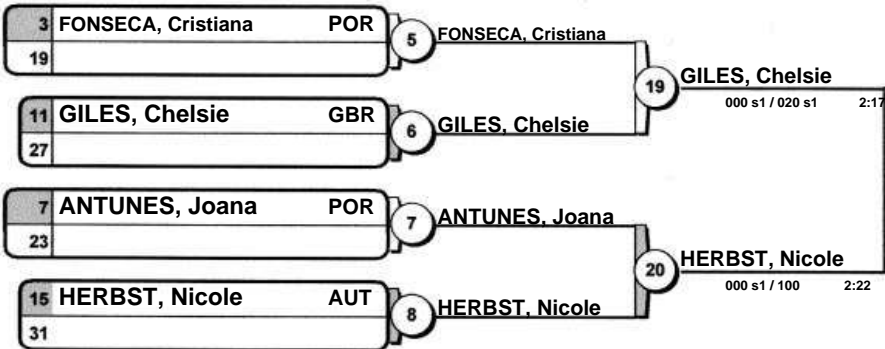 3 FONSECA, Cristiana POR
19
5 FONSECA, Cristiana
11 GILES, Chelsie GBR
27
6 GILES, Chelsie
19 GILES, Chelsie
000 s1 / 020 s1 2:17
7 ANTUNES, Joana POR
23
7 ANTUNES, Joana
15 HERBST, Nicole AUT
31
8 HERBST, Nicole
20 HERBST, Nicole
000 s1 / 100 2:22